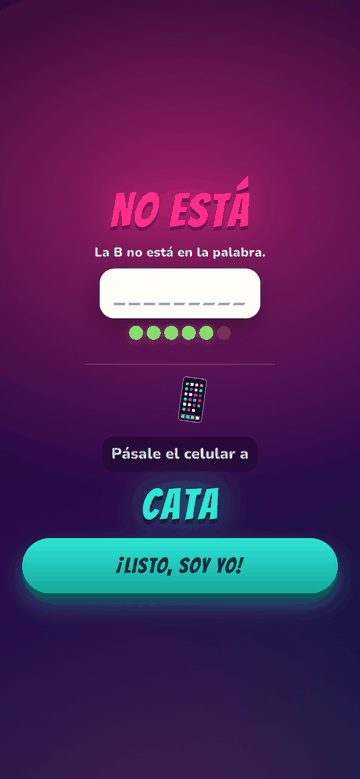 NO ESTÁ
La B no está en la palabra.
_ _ _ _ _ _ _ _ _
Pásale el celular a
CATA
¡LISTO, SOY YO!